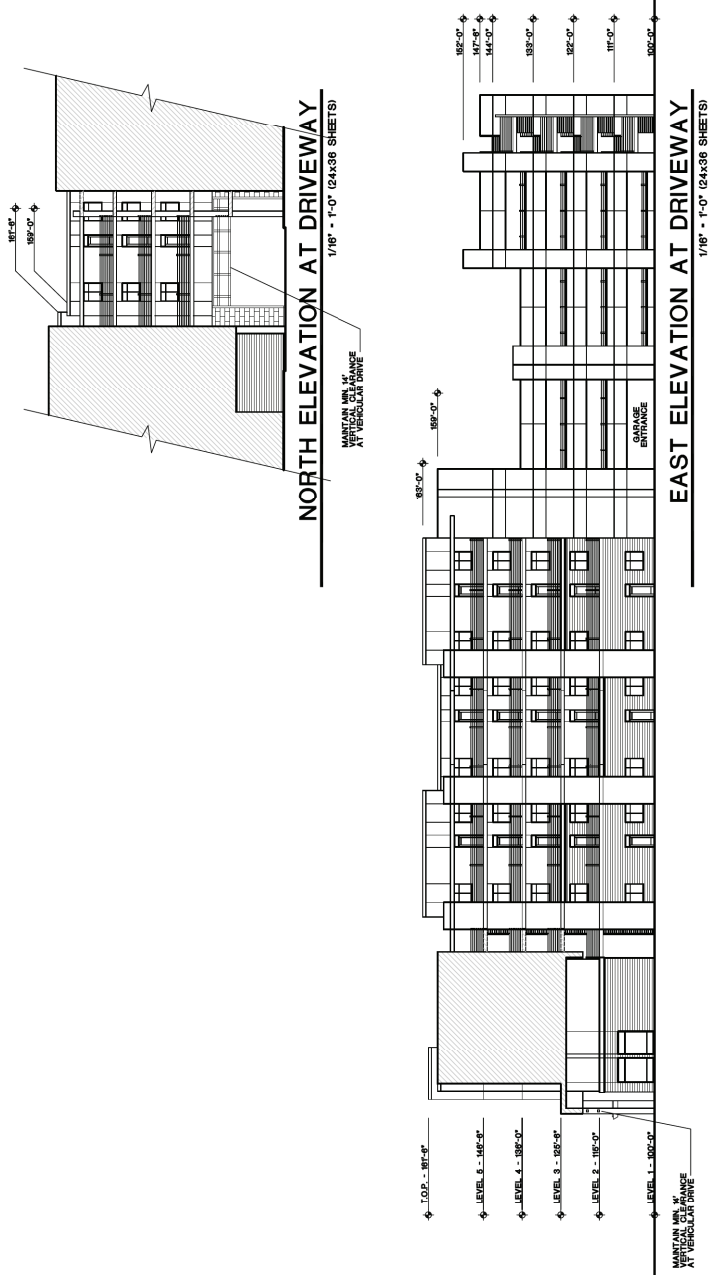 161'-6"
159'-0"
MAINTAIN MIN. 14'
VERTICAL CLEARANCE
AT VEHICULAR DRIVE
NORTH ELEVATION AT DRIVEWAY
1/16" - 1'-0" (24x36 SHEETS)
T.O.P. - 161'-6"
LEVEL 5 - 146'-6"
LEVEL 4 - 136'-0"
LEVEL 3 - 125'-6"
LEVEL 2 - 115'-0"
LEVEL 1 - 100'-0"
MAINTAIN MIN. 14'
VERTICAL CLEARANCE
AT VEHICULAR DRIVE
163'-0"
159'-0"
GARAGE
ENTRANCE
152'-0"
147'-6"
144'-0"
133'-0"
122'-0"
111'-0"
100'-0"
EAST ELEVATION AT DRIVEWAY
1/16" - 1'-0" (24x36 SHEETS)